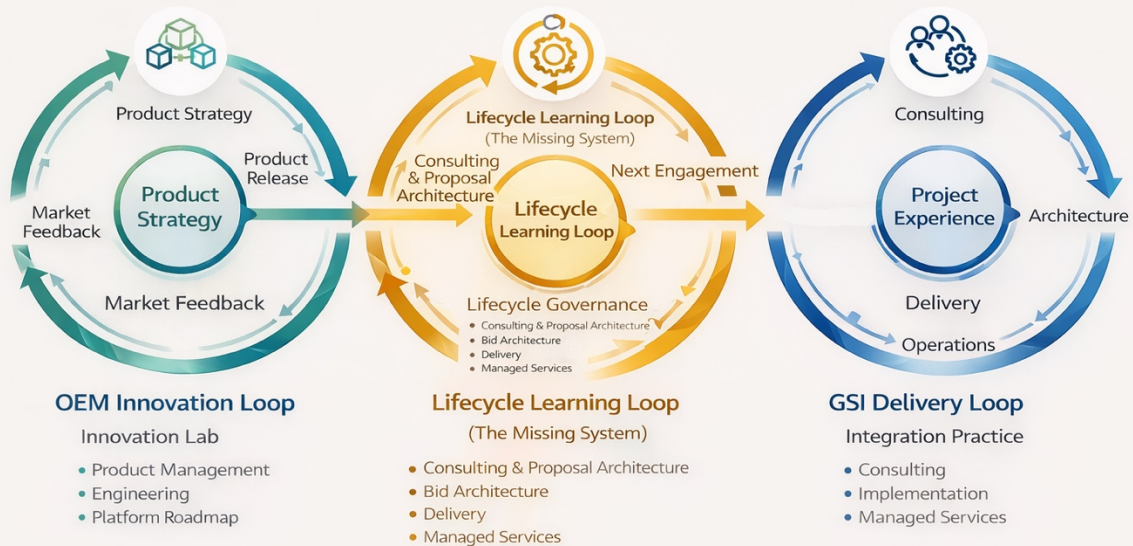 Product Strategy
Product
Release
Product
Strategy
Market
Feedback
Market Feedback
Lifecycle Learning Loop
(The Missing System)
Consulting
& Proposal
Architecture
Next Engagement
Lifecycle
Learning Loop
Lifecycle Governance
• Consulting & Proposal Architecture
• Bid Architecture
• Delivery
• Managed Services
Consulting
Project
Experience
Architecture
Delivery
Operations
OEM Innovation Loop
Innovation Lab
• Product Management
• Engineering
• Platform Roadmap
Lifecycle Learning Loop
(The Missing System)
• Consulting & Proposal Architecture
• Bid Architecture
• Delivery
• Managed Services
GSI Delivery Loop
Integration Practice
• Consulting
• Implementation
• Managed Services